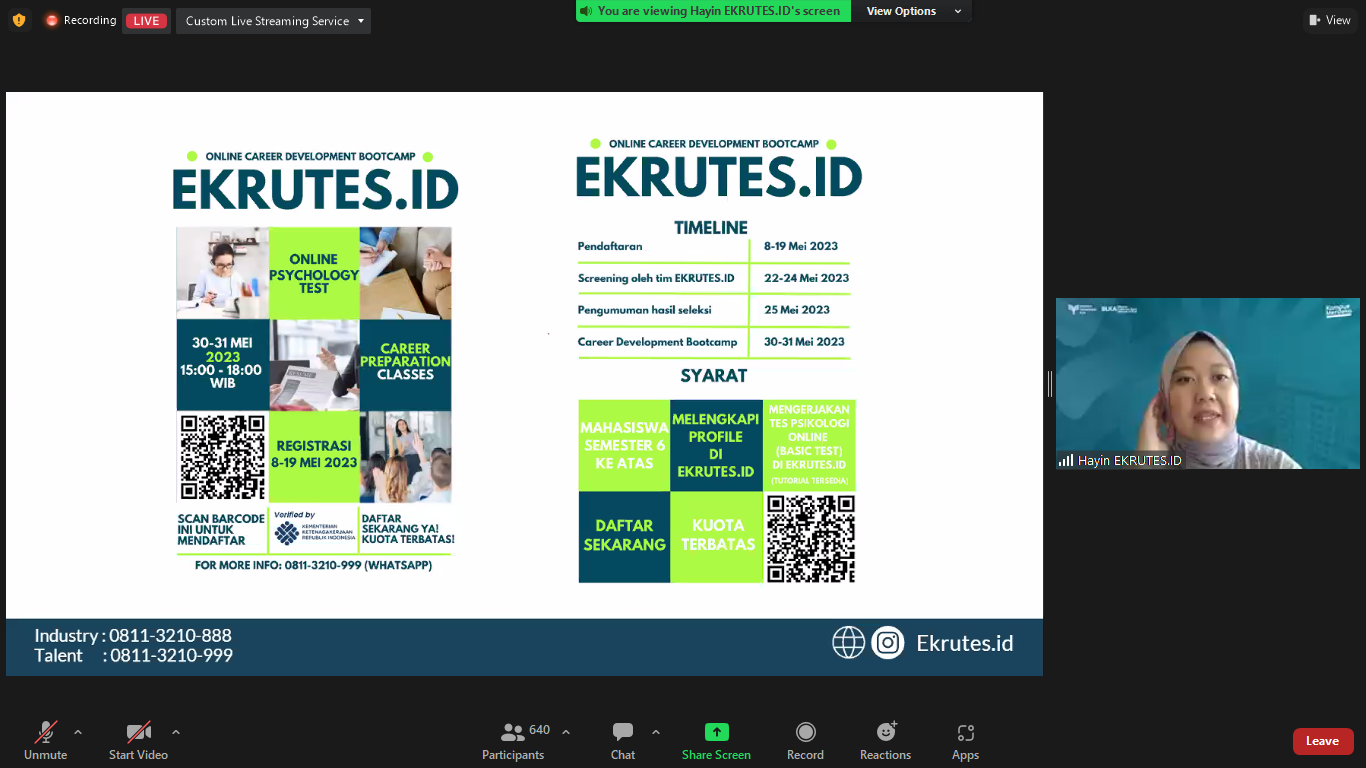 Recording
LIVE
Custom Live Streaming Service
You are viewing Hayin EKRUTES.ID's screen
View Options
View
ONLINE CAREER DEVELOPMENT BOOTCAMP
EKRUTES.ID
ONLINE
PSYCHOLOGY
TEST
30-31 MEI
2023
15:00 - 18:00
WIB
CAREER
PREPARATION
CLASSES
REGISTRASI
8-19 MEI 2023
SCAN BARCODE
INI UNTUK
MENDAFTAR
Verified by
KEMENTERIAN
KETENAGAKERJAAN
REPUBLIK INDONESIA
DAFTAR
SEKARANG YA!
KUOTA TERBATAS!
FOR MORE INFO: 0811-3210-999 (WHATSAPP)
ONLINE CAREER DEVELOPMENT BOOTCAMP
EKRUTES.ID
TIMELINE
Pendaftaran 8-19 Mei 2023
Screening oleh tim EKRUTES.ID 22-24 Mei 2023
Pengumuman hasil seleksi 25 Mei 2023
Career Development Bootcamp 30-31 Mei 2023
SYARAT
MAHASISWA
SEMESTER 6
KE ATAS
MELENGKAPI
PROFILE
DI
EKRUTES.ID
MENGERJAKAN
TES PSIKOLOGI
ONLINE
(BASIC TEST)
DI EKRUTES.ID
(TUTORIAL TERSEDIA)
DAFTAR
SEKARANG
KUOTA
TERBATAS
Industry : 0811-3210-888
Talent : 0811-3210-999
Ekrutes.id
Hayin EKRUTES.ID
Unmute
Start Video
Participants
640
Chat
Share Screen
Record
Reactions
Apps
Leave